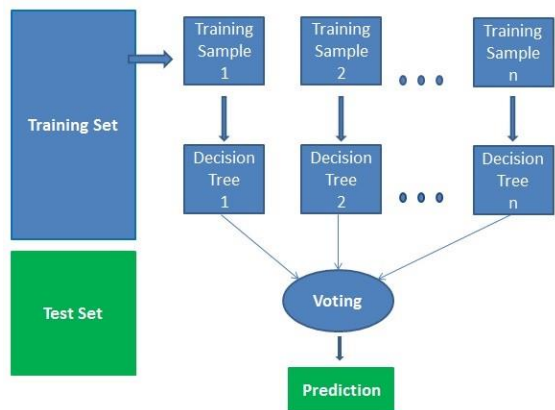 Training Set
Training
Sample
1
Training
Sample
2
Training
Sample
n
Decision
Tree
1
Decision
Tree
2
Decision
Tree
n
Test Set
Voting
Prediction